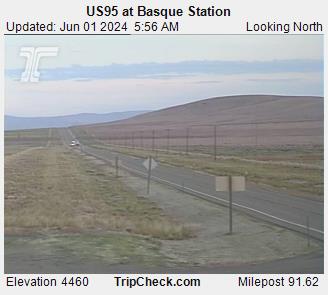 US95 at Basque Station
Updated: Jun 01 2024 5:56 AM Looking North
Elevation 4460 TripCheck.com Milepost 91.62